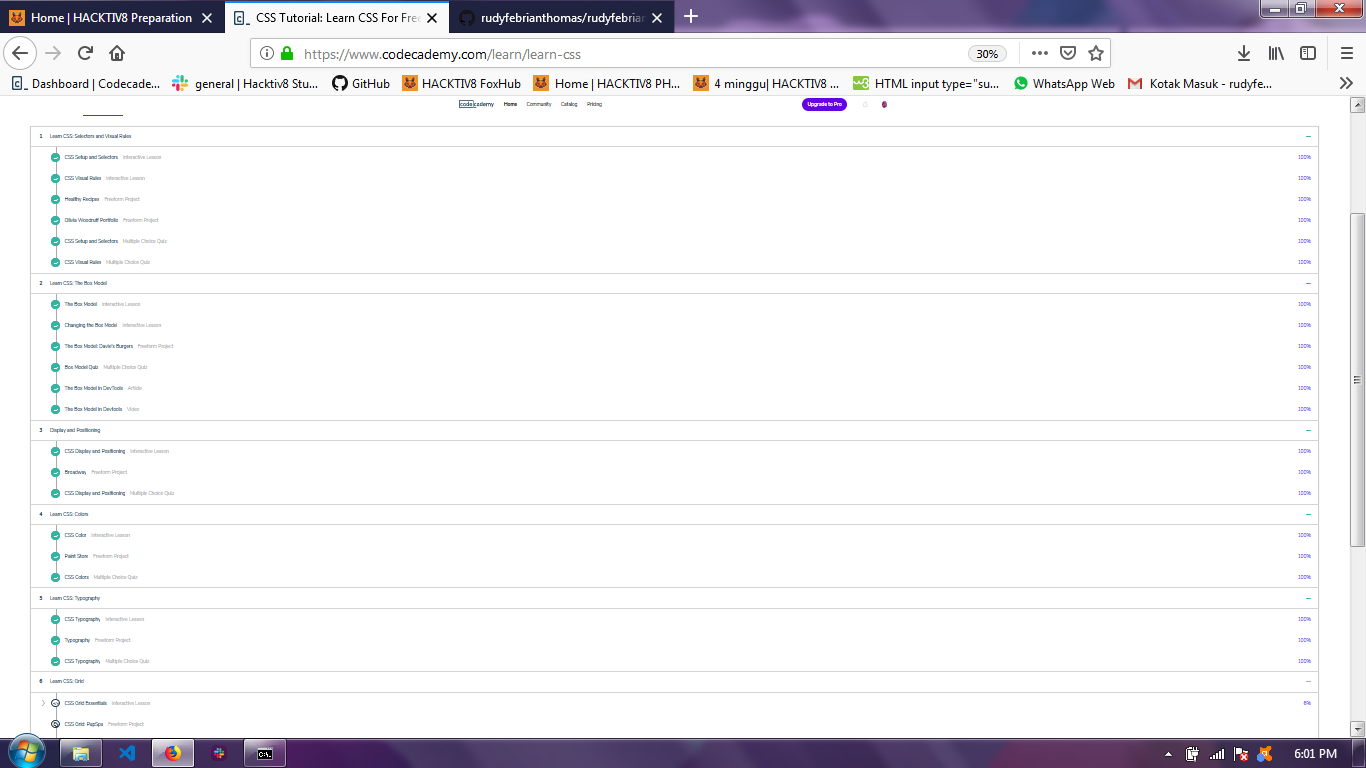 Home | HACKTIV8 Preparation
CSS Tutorial: Learn CSS For Free
rudyfebrianthomas/rudyfebrian
https://www.codecademy.com/learn/learn-css
30%
Dashboard | Codecade...
general | Hacktiv8 Stu...
GitHub
HACKTIV8 FoxHub
Home | HACKTIV8 PH...
4 minggu| HACKTIV8 ...
HTML input type="su...
WhatsApp Web
Kotak Masuk - rudyfe...
codecademy Home Community Catalog Pricing Upgrade to Pro
1 Learn CSS: Selectors and Visual Rules
CSS Setup and Selectors Interactive Lesson 100%
CSS Visual Rules Interactive Lesson 100%
Healthy Recipes Freeform Project 100%
Olivia Woodruff Portfolio Freeform Project 100%
CSS Setup and Selectors Multiple Choice Quiz 100%
CSS Visual Rules Multiple Choice Quiz 100%
2 Learn CSS: The Box Model
The Box Model Interactive Lesson 100%
Changing the Box Model Interactive Lesson 100%
The Box Model: Davie's Burgers Freeform Project 100%
Box Model Quiz Multiple Choice Quiz 100%
The Box Model in DevTools Article 100%
The Box Model in Devtools Video 100%
3 Display and Positioning
CSS Display and Positioning Interactive Lesson 100%
Broadway Freeform Project 100%
CSS Display and Positioning Multiple Choice Quiz 100%
4 Learn CSS: Colors
CSS Color Interactive Lesson 100%
Paint Store Freeform Project 100%
CSS Colors Multiple Choice Quiz 100%
5 Learn CSS: Typography
CSS Typography Interactive Lesson 100%
Typography Freeform Project 100%
CSS Typography Multiple Choice Quiz 100%
6 Learn CSS: Grid
CSS Grid Essentials Interactive Lesson 6%
CSS Grid: PupSpa Freeform Project
6:01 PM